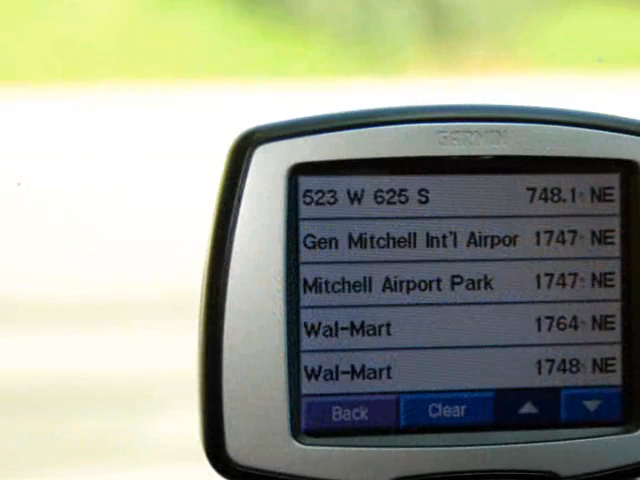 GARMIN
523 W 625 S 748.1 NE
Gen Mitchell Int'l Airpor 1747 NE
Mitchell Airport Park 1747 NE
Wal-Mart 1764 NE
Wal-Mart 1748 NE
Back Clear